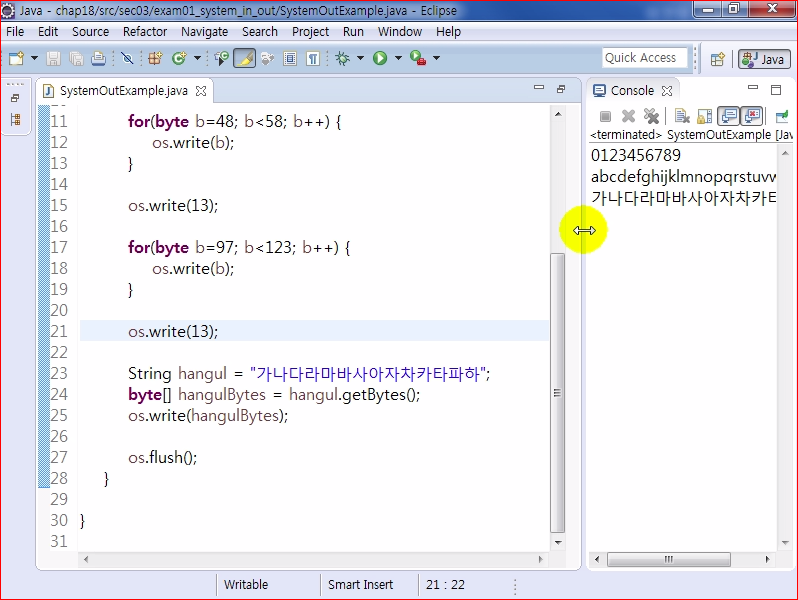 Java - chap18/src/sec03/exam01_system_in_out/SystemOutExample.java - Eclipse
File Edit Source Refactor Navigate Search Project Run Window Help
Quick Access
Java
SystemOutExample.java
11 for(byte b=48; b<58; b++) {
12 os.write(b);
13 }
14
15 os.write(13);
16
17 for(byte b=97; b<123; b++) {
18 os.write(b);
19 }
20
21 os.write(13);
22
23 String hangul = "가나다라마바사아자차카타파하";
24 byte[] hangulBytes = hangul.getBytes();
25 os.write(hangulBytes);
26
27 os.flush();
28 }
29
30 }
31
Console
<terminated> SystemOutExample [Jav
0123456789
abcdefghijklmnopqrstuvw
가나다라마바사아자차카타
Writable Smart Insert 21 : 22